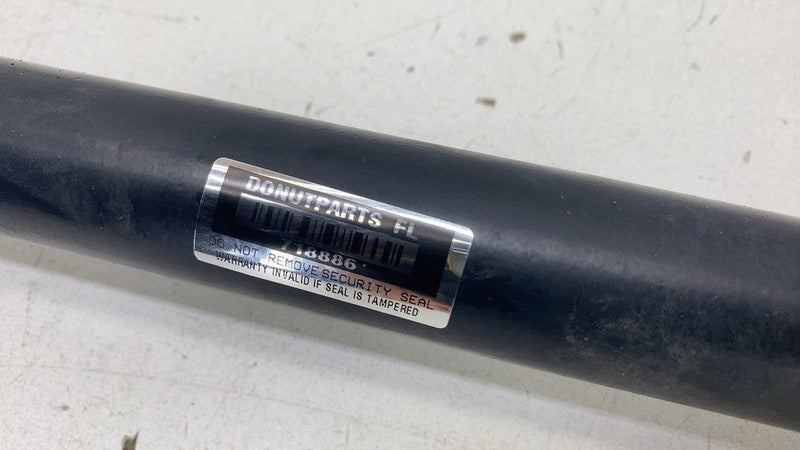 DONUTPARTS FL
718886
DO NOT REMOVE SECURITY SEAL
WARRANTY INVALID IF SEAL IS TAMPERED